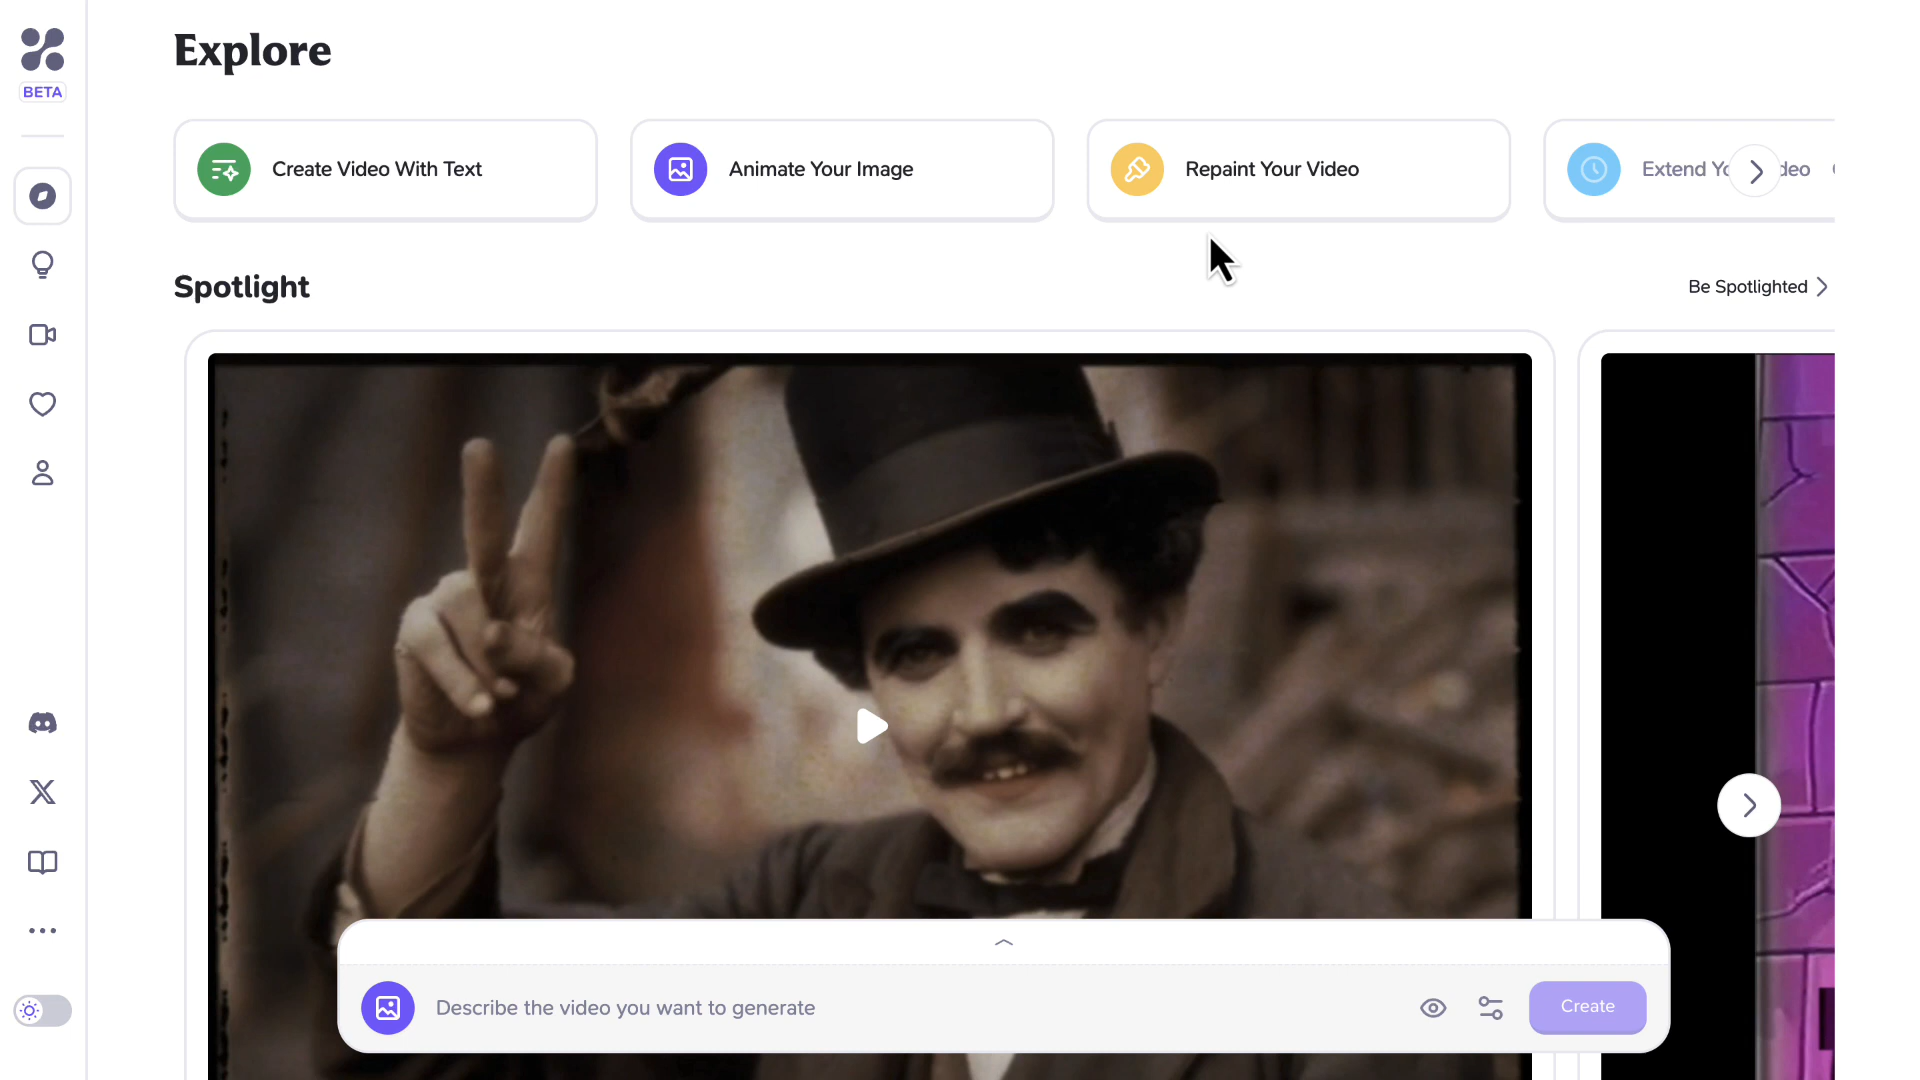 Explore
BETA
Create Video With Text
Animate Your Image
Repaint Your Video
Extend
Spotlight
Be Spotlighted
Describe the video you want to generate
Create